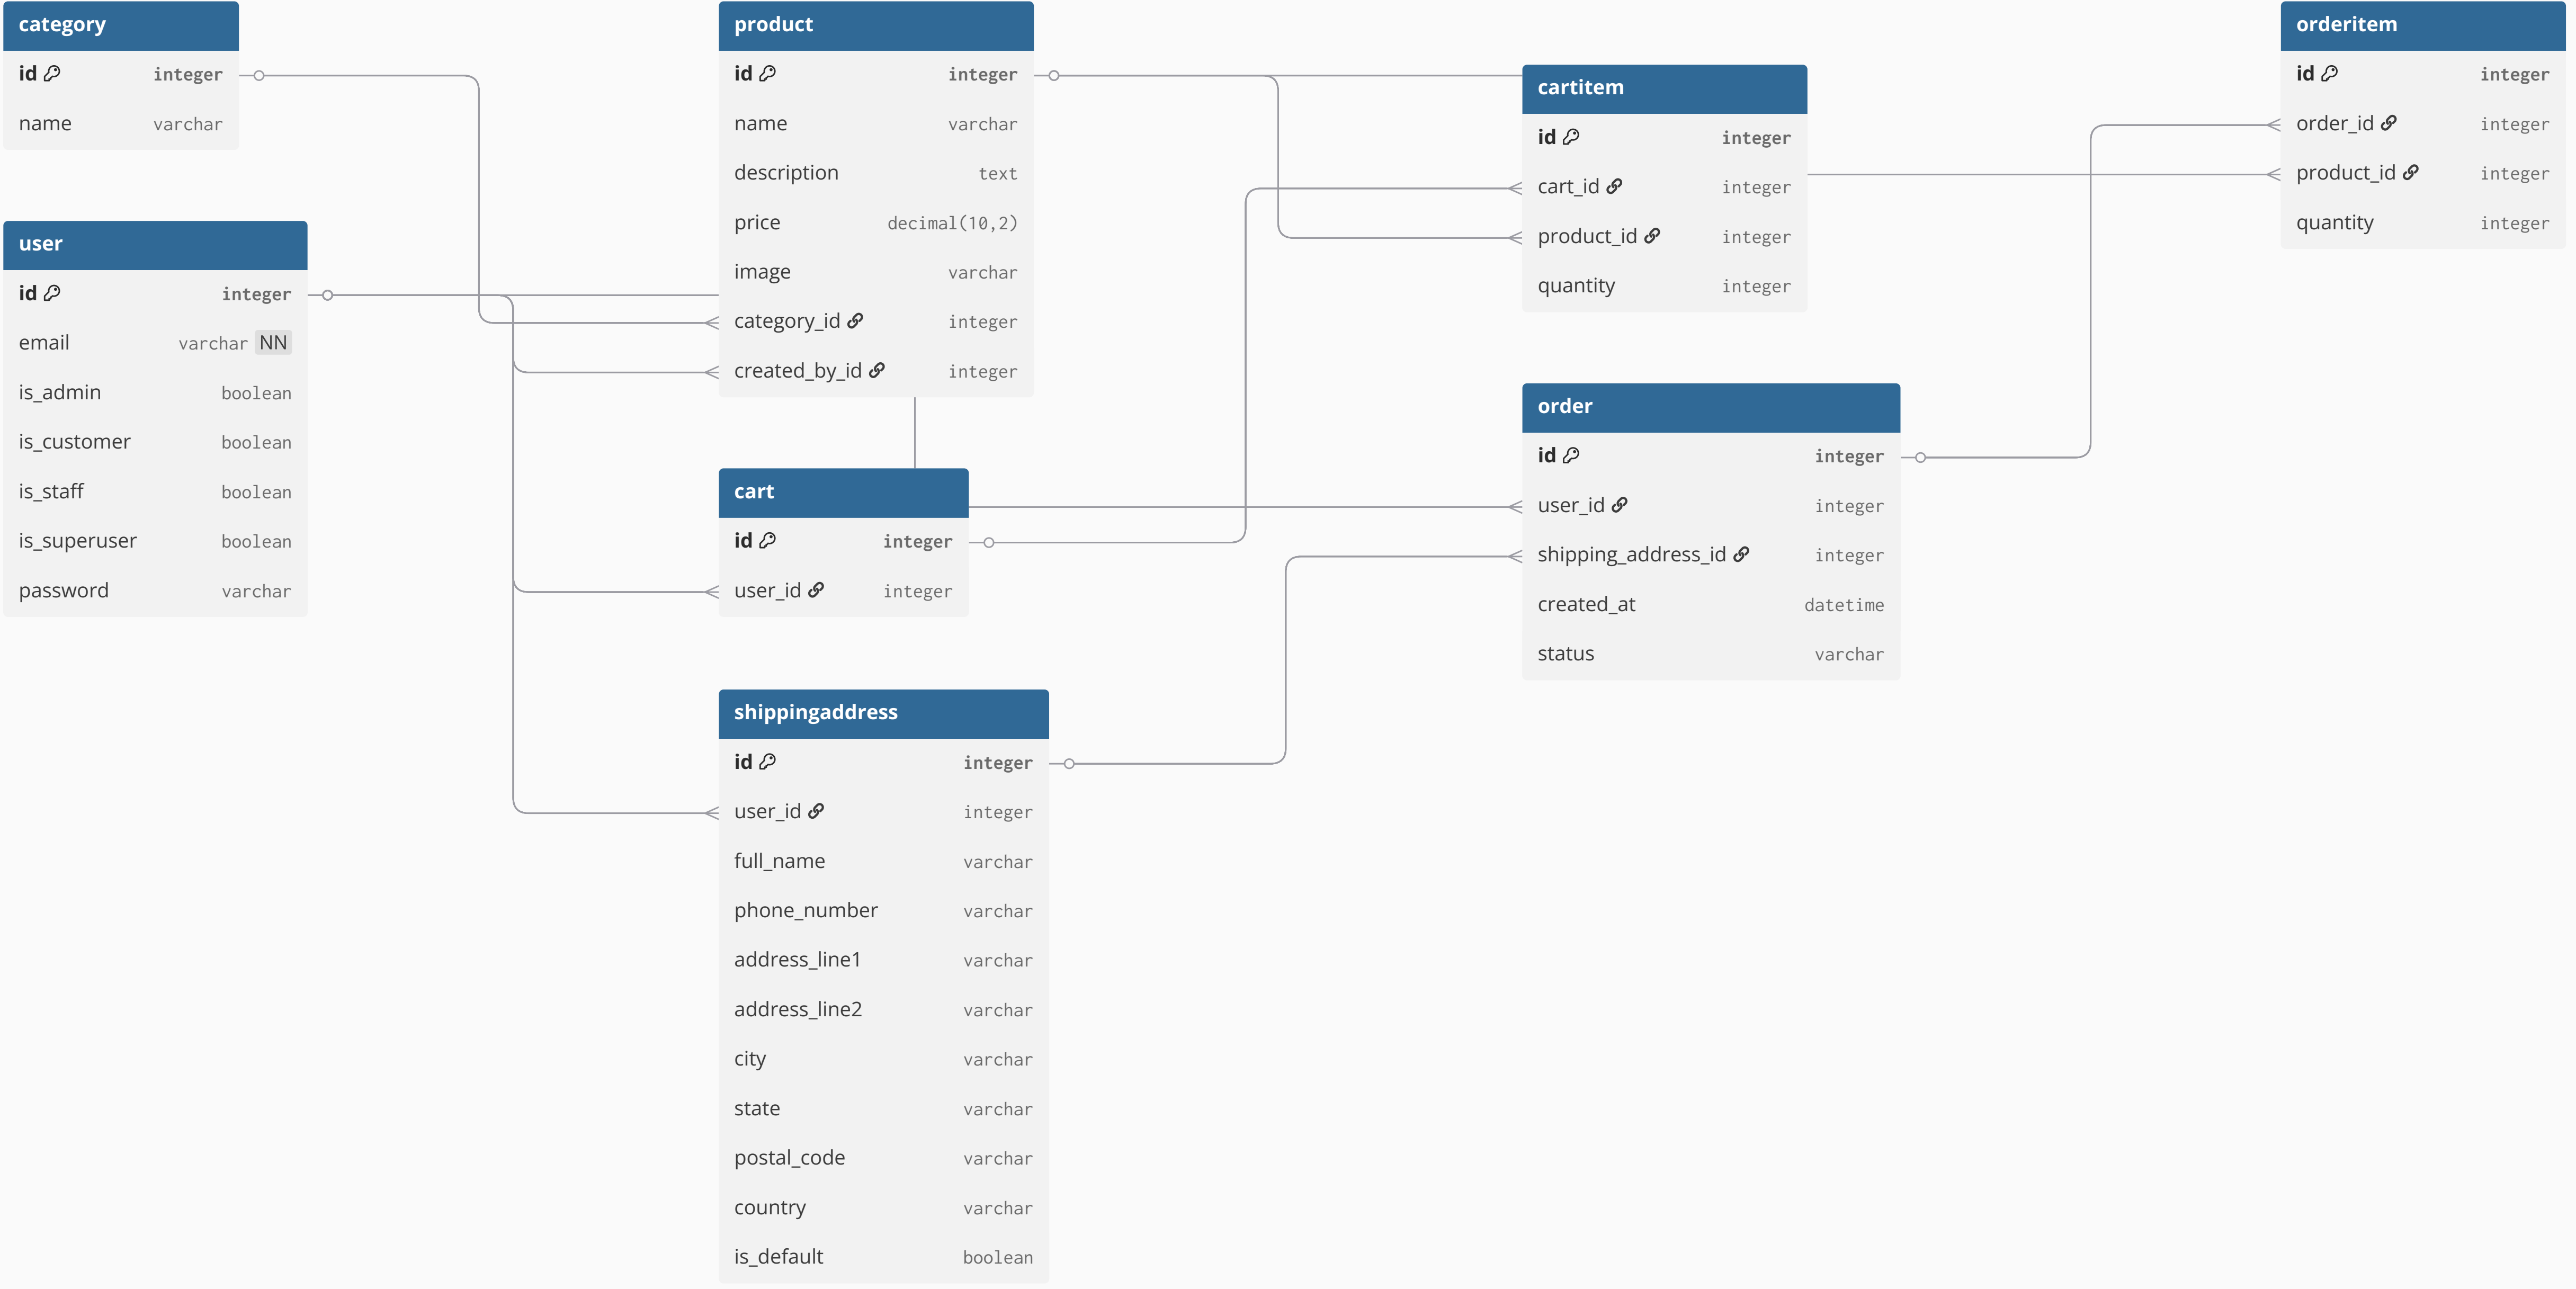 category
id integer
name varchar
user
id integer
email varchar NN
is_admin boolean
is_customer boolean
is_staff boolean
is_superuser boolean
password varchar
product
id integer
name varchar
description text
price decimal(10,2)
image varchar
category_id integer
created_by_id integer
cart
id integer
user_id integer
shippingaddress
id integer
user_id integer
full_name varchar
phone_number varchar
address_line1 varchar
address_line2 varchar
city varchar
state varchar
postal_code varchar
country varchar
is_default boolean
cartitem
id integer
cart_id integer
product_id integer
quantity integer
order
id integer
user_id integer
shipping_address_id integer
created_at datetime
status varchar
orderitem
id integer
order_id integer
product_id integer
quantity integer